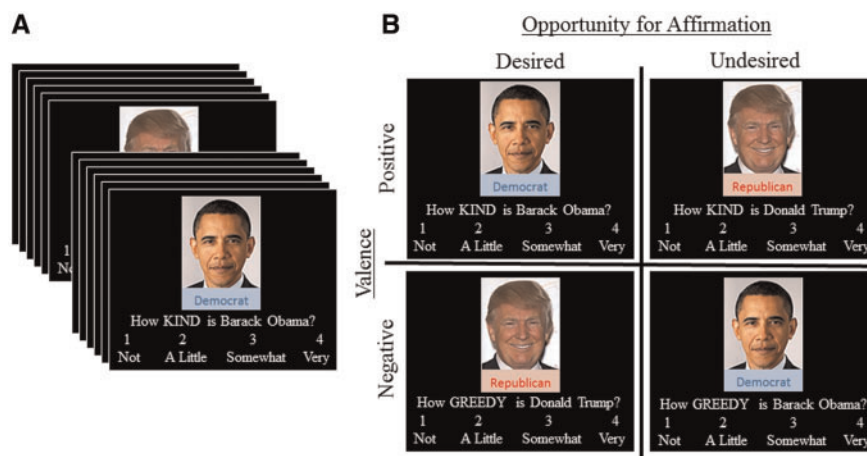 A
Democrat
How KIND is Barack Obama?
1 2 3 4
Not A Little Somewhat Very
1
B
Opportunity for Affirmation
Desired Undesired
Valence
Positive
Democrat
How KIND is Barack Obama?
1 2 3 4
Not A Little Somewhat Very
Republican
How KIND is Donald Trump?
1 2 3 4
Not A Little Somewhat Very
Negative
Republican
How GREEDY is Donald Trump?
1 2 3 4
Not A Little Somewhat Very
Democrat
How GREEDY is Barack Obama?
1 2 3 4
Not A Little Somewhat Very